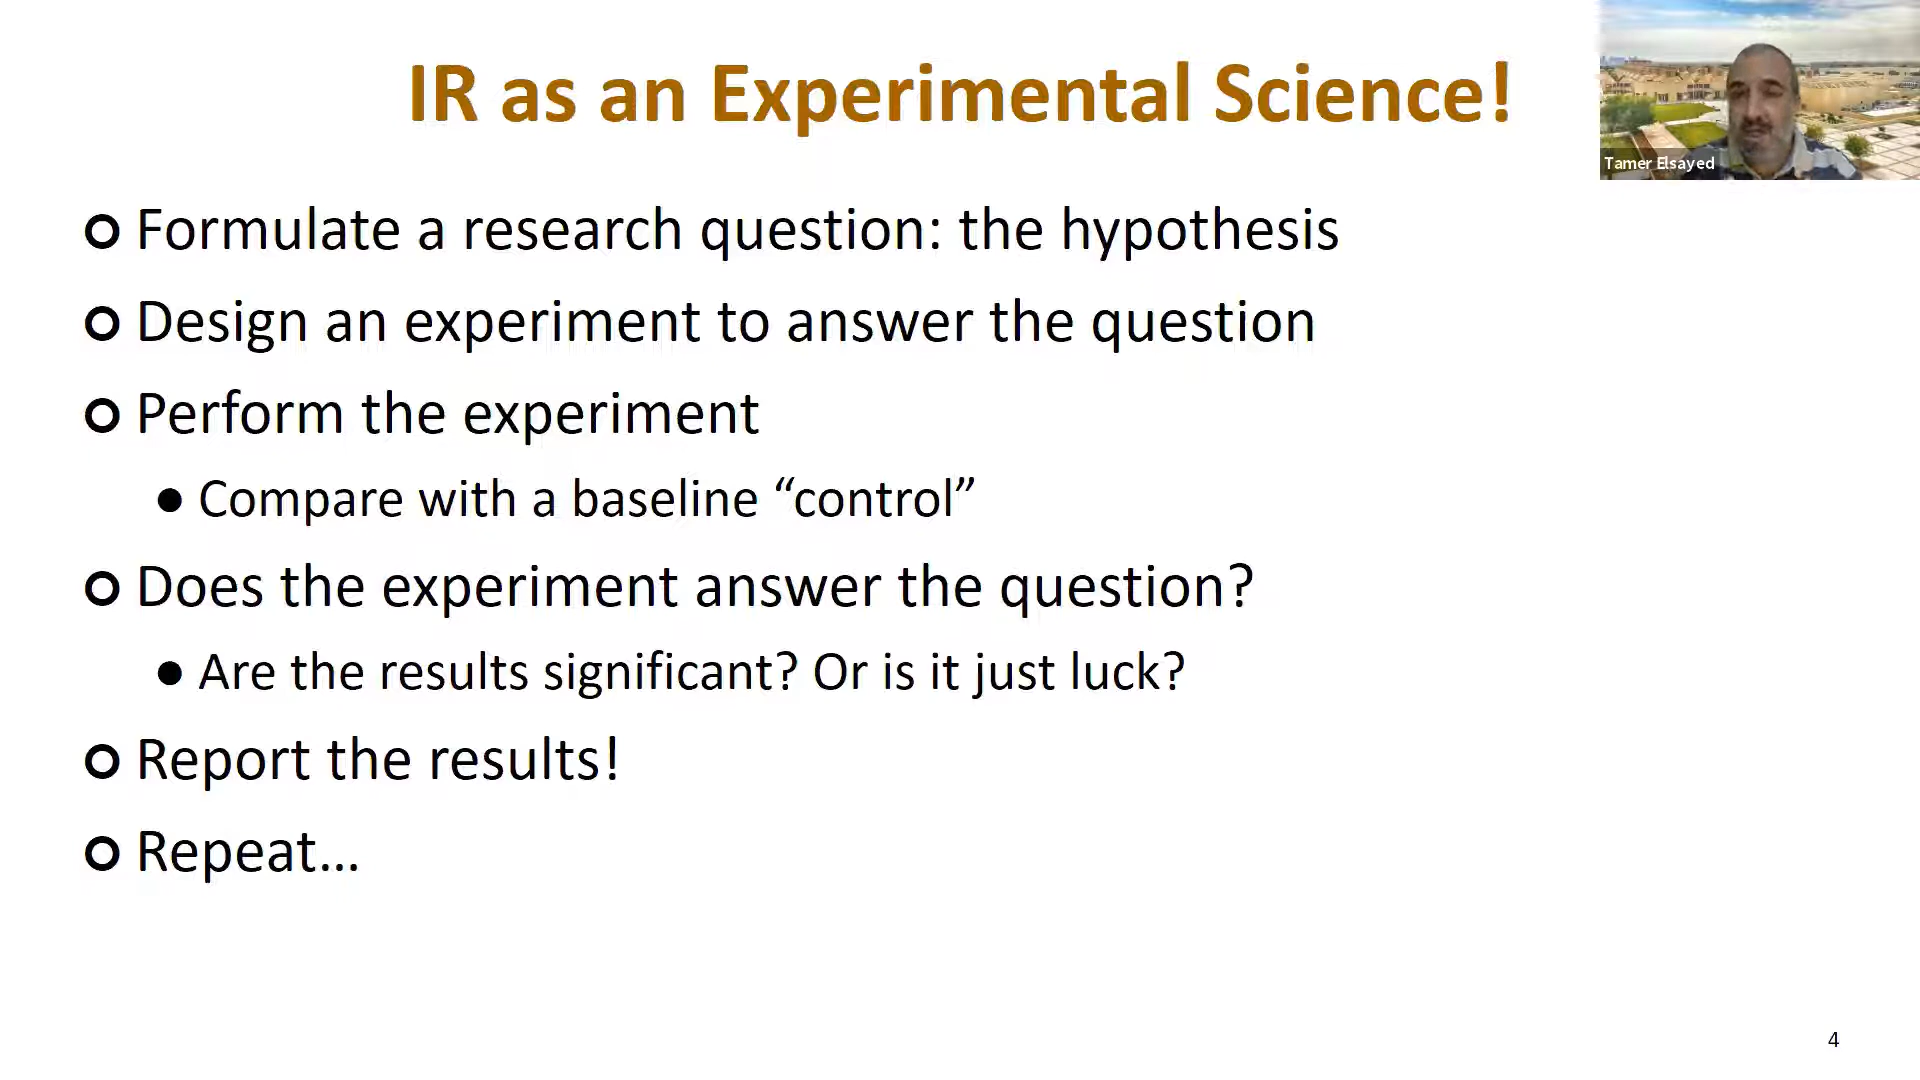 IR as an Experimental Science!
Tamer Elsayed
Formulate a research question: the hypothesis
Design an experiment to answer the question
Perform the experiment
Compare with a baseline “control”
Does the experiment answer the question?
Are the results significant? Or is it just luck?
Report the results!
Repeat...
4